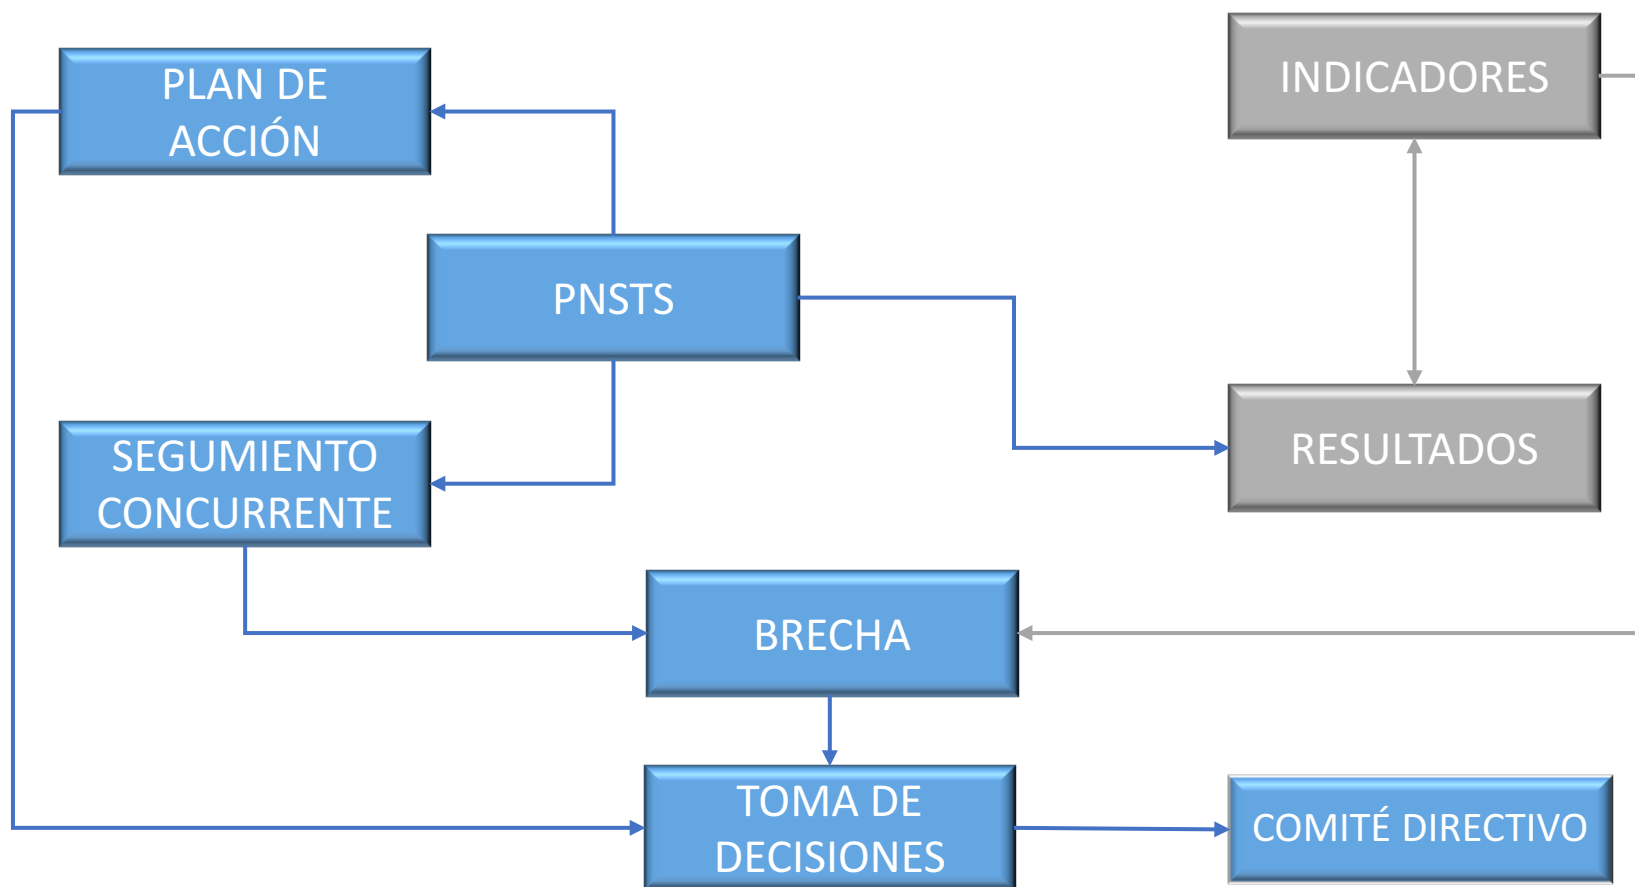 PLAN DE
ACCIÓN
INDICADORES
PNSTS
SEGUMIENTO
CONCURRENTE
RESULTADOS
BRECHA
TOMA DE
DECISIONES
COMITÉ DIRECTIVO